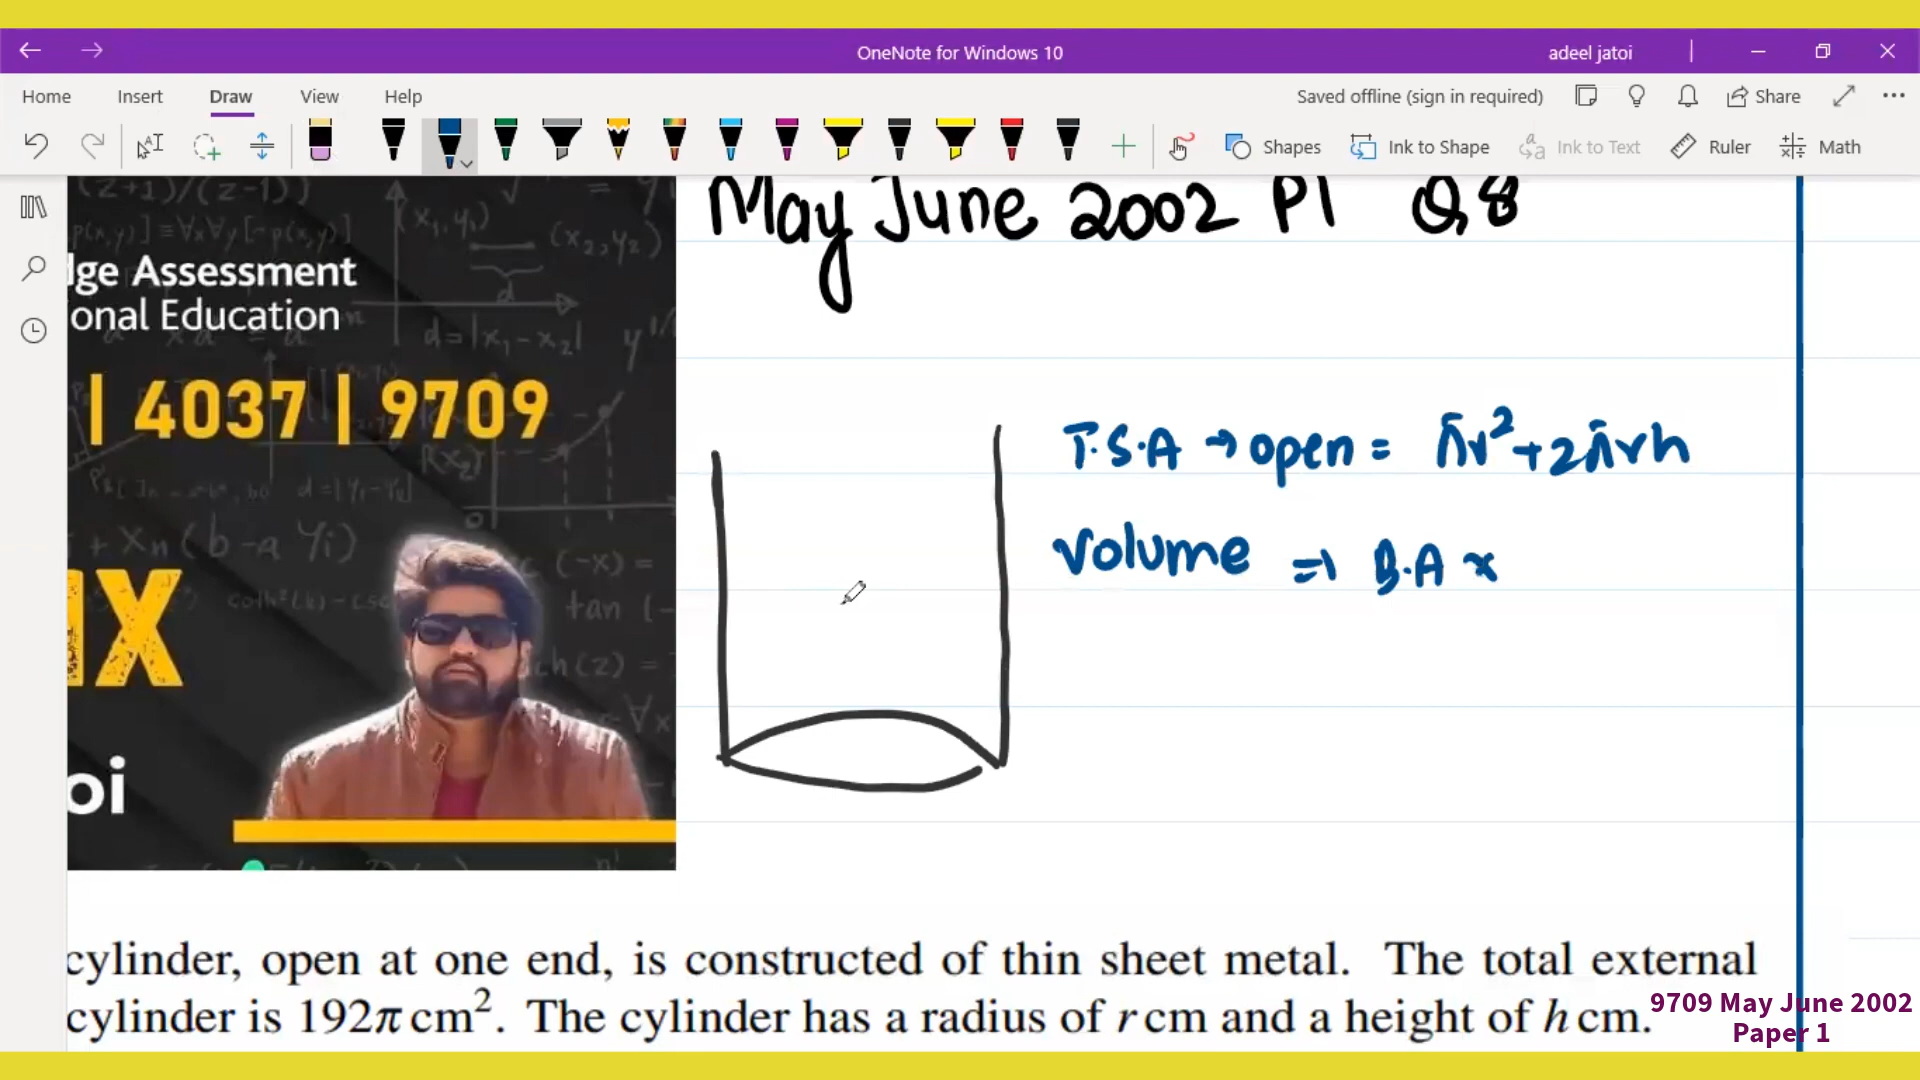 OneNote for Windows 10
adeel jatoi
Home Insert Draw View Help
Saved offline (sign in required)
Share
Shapes
Ink to Shape
Ink to Text
Ruler
Math
dge Assessment
onal Education
| 4037 | 9709
IX
oi
May June 2002 P1 Q8
T.S.A → open = πr²+2πrh
Volume ⇒ B.A x
cylinder, open at one end, is constructed of thin sheet metal. The total external
cylinder is 192π cm². The cylinder has a radius of r cm and a height of h cm.
9709 May June 2002
Paper 1